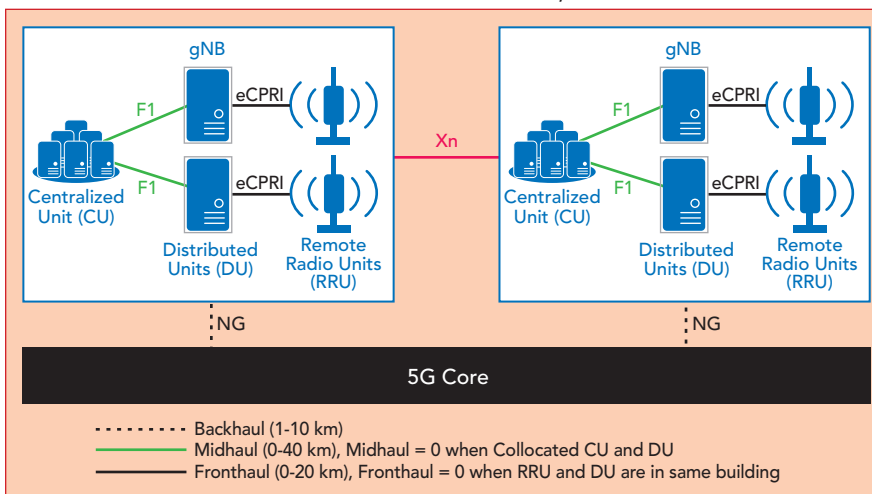 gNB
F1
eCPRI
F1
eCPRI
Centralized
Unit (CU)
Distributed
Units (DU)
Remote
Radio Units
(RRU)
Xn
gNB
F1
eCPRI
F1
eCPRI
Centralized
Unit (CU)
Distributed
Units (DU)
Remote
Radio Units
(RRU)
NG
NG
5G Core
Backhaul (1-10 km)
Midhaul (0-40 km), Midhaul = 0 when Collocated CU and DU
Fronthaul (0-20 km), Fronthaul = 0 when RRU and DU are in same building